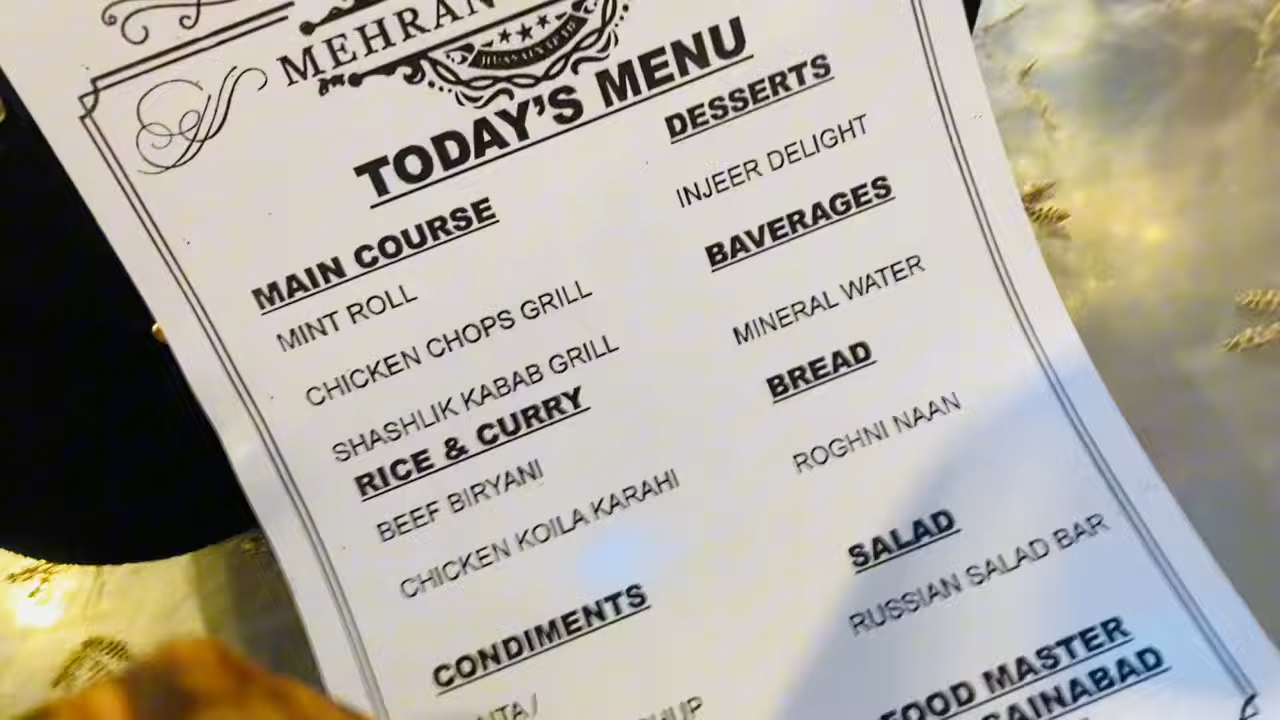 MEHRAN
TODAY'S MENU
MAIN COURSE
MINT ROLL
CHICKEN CHOPS GRILL
SHASHLIK KABAB GRILL
RICE & CURRY
BEEF BIRYANI
CHICKEN KOILA KARAHI
CONDIMENTS
DESSERTS
INJEER DELIGHT
BAVERAGES
MINERAL WATER
BREAD
ROGHNI NAAN
SALAD
RUSSIAN SALAD BAR
FOOD MASTER